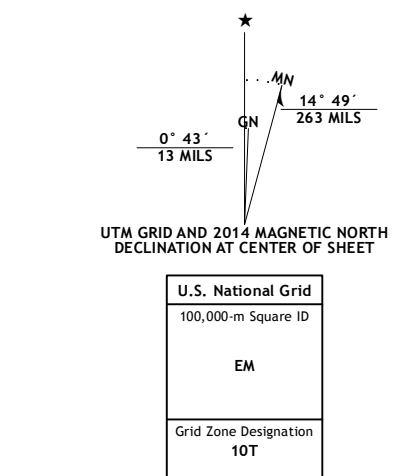 ★
MN
14° 49´
263 MILS
GN
0° 43´
13 MILS
UTM GRID AND 2014 MAGNETIC NORTH
DECLINATION AT CENTER OF SHEET
U.S. National Grid
100,000-m Square ID
EM
Grid Zone Designation
10T